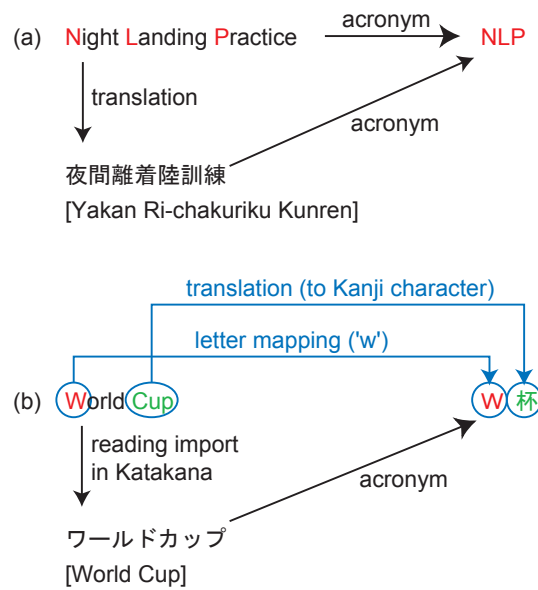 (a) Night Landing Practice acronym NLP
translation
acronym
夜間離着陸訓練
[Yakan Ri-chakuriku Kunren]
translation (to Kanji character)
letter mapping ('w')
(b) World Cup W杯
reading import
in Katakana
acronym
ワールドカップ
[World Cup]